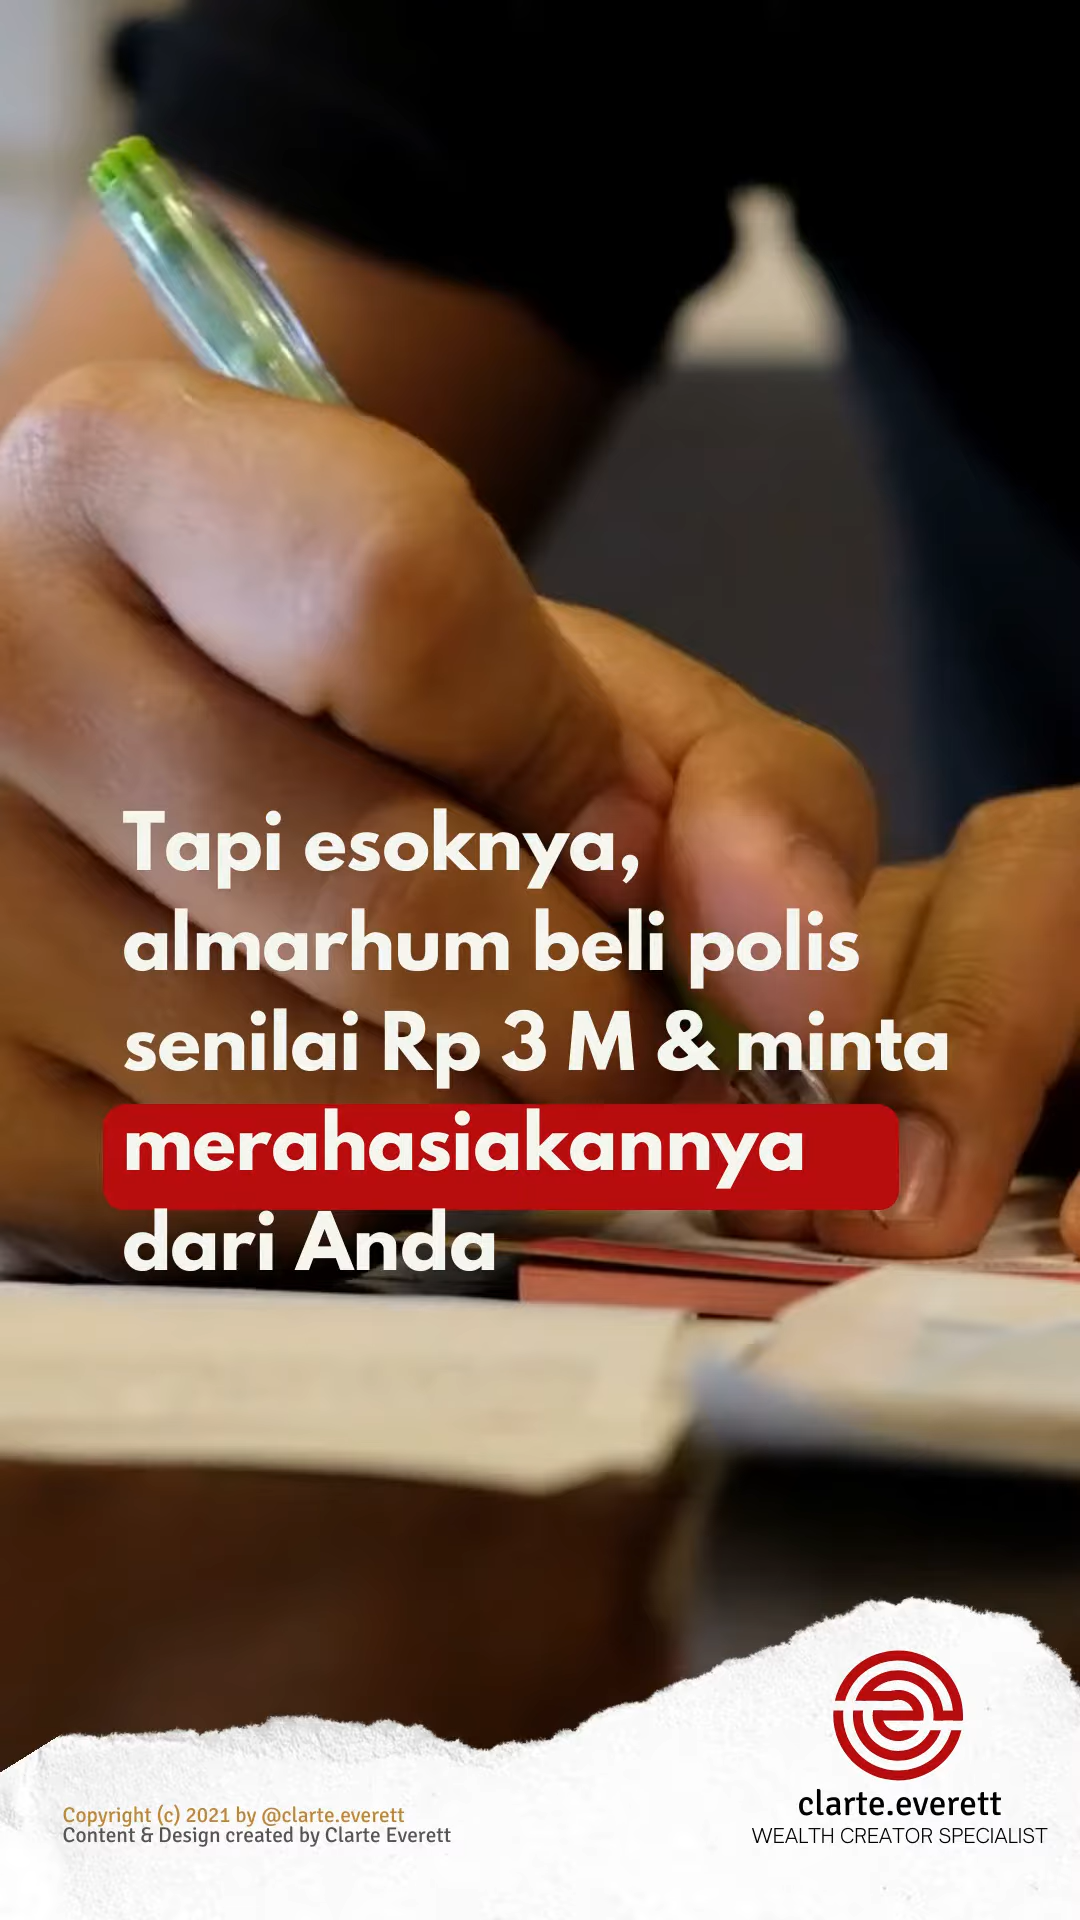 Tapi esoknya,
almarhum beli polis
senilai Rp 3 M & minta
merahasiakannya
dari Anda
clarte.everett
WEALTH CREATOR SPECIALIST
Copyright (c) 2021 by @clarte.everett
Content & Design created by Clarte Everett